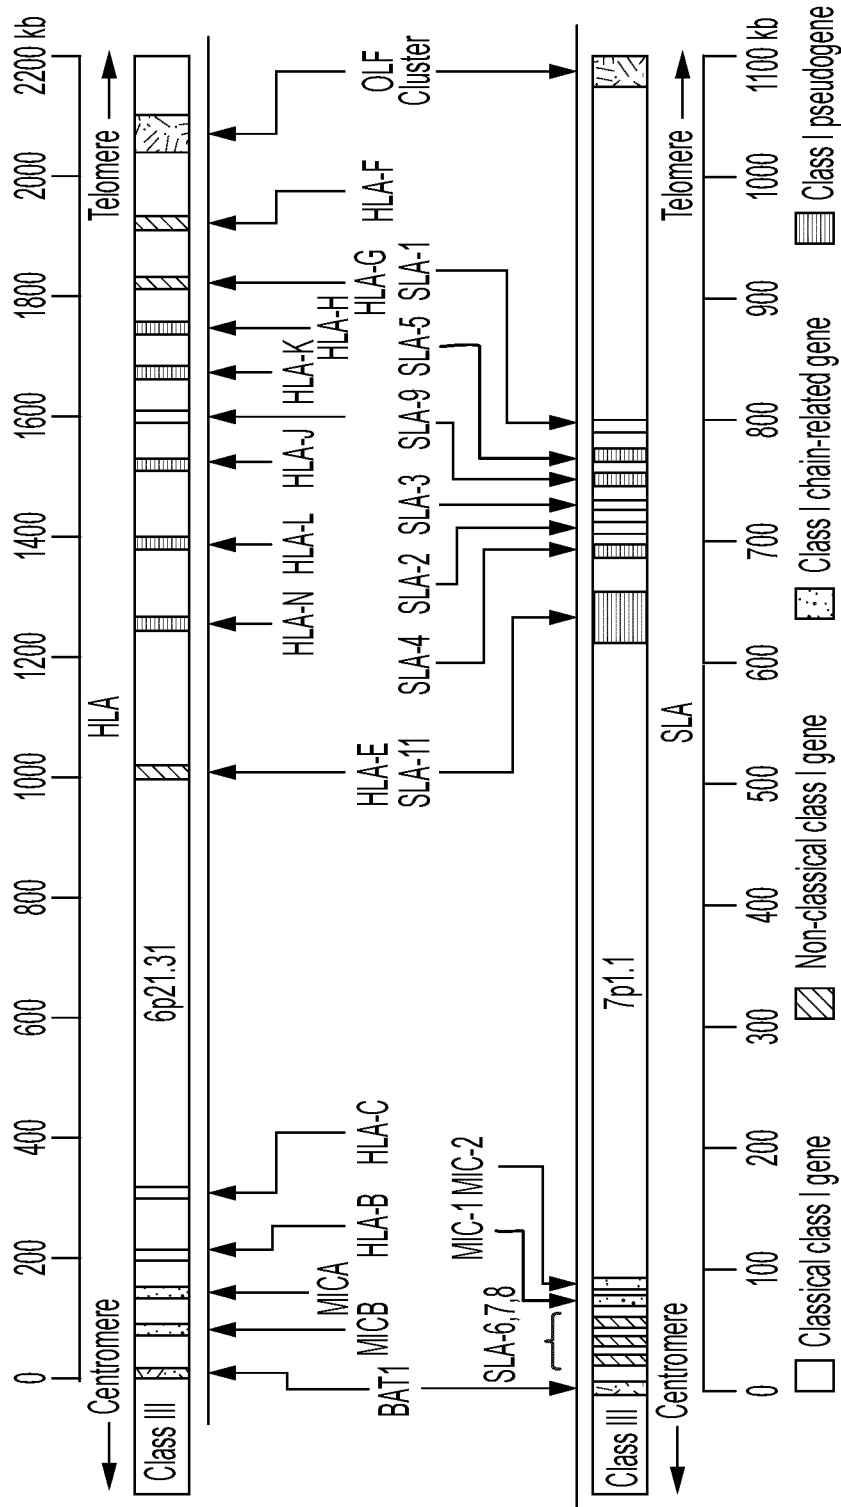 0 200 400 600 800 1000 1200 1400 1600 1800 2000 2200 kb
Centromere HLA Telomere
Class III 6p21.31
BAT1
MICB
MICA
HLA-B
HLA-C
HLA-E
HLA-N
HLA-L
HLA-J
HLA-K
HLA-H
HLA-G
HLA-F
OLF
Cluster
SLA-6,7,8
MIC-1
MIC-2
SLA-11
SLA-4
SLA-2
SLA-3
SLA-9
SLA-5
SLA-1
Class III 7p1.1
Centromere SLA Telomere
0 100 200 300 400 500 600 700 800 900 1000 1100 kb
Classical class I gene
Non-classical class I gene
Class I chain-related gene
Class I pseudogene